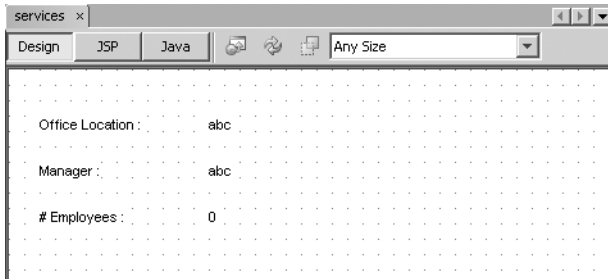 services ×
Design JSP Java Any Size
Office Location : abc
Manager : abc
# Employees : 0